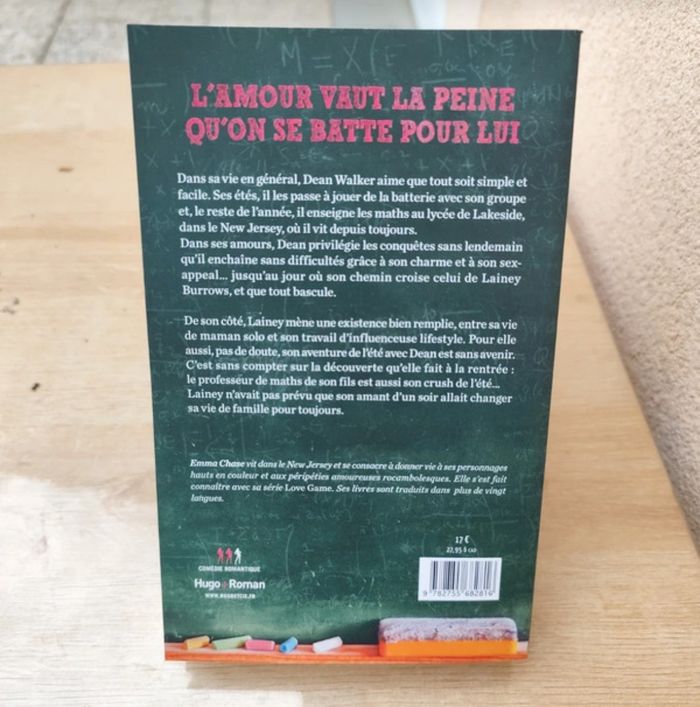 M = X
L'AMOUR VAUT LA PEINE
QU'ON SE BATTE POUR LUI
Dans sa vie en général, Dean Walker aime que tout soit simple et
facile. Ses étés, il les passe à jouer de la batterie avec son groupe
et, le reste de l'année, il enseigne les maths au lycée de Lakeside,
dans le New Jersey, où il vit depuis toujours.
Dans ses amours, Dean privilégie les conquêtes sans lendemain
qu'il enchaîne sans difficultés grâce à son charme et à son sex-
appeal... jusqu'au jour où son chemin croise celui de Lainey
Burrows, et que tout bascule.
De son côté, Lainey mène une existence bien remplie, entre sa vie
de maman solo et son travail d'influenceuse lifestyle. Pour elle
aussi, pas de doute, son aventure de l'été avec Dean est sans avenir.
C'est sans compter sur la découverte qu'elle fait à la rentrée :
le professeur de maths de son fils est aussi son crush de l'été...
Lainey n'avait pas prévu que son amant d'un soir allait changer
sa vie de famille pour toujours.
Emma Chase vit dans le New Jersey et se consacre à donner vie à ses personnages
hauts en couleur et aux péripéties amoureuses rocambolesques. Elle s'est fait
connaître avec sa série Love Game. Ses livres sont traduits dans plus de vingt
langues.
17 €
27,95 $ CAD
COMÉDIE ROMANTIQUE
Hugo Roman
WWW.HUGOETCIE.FR
9 782755 682816